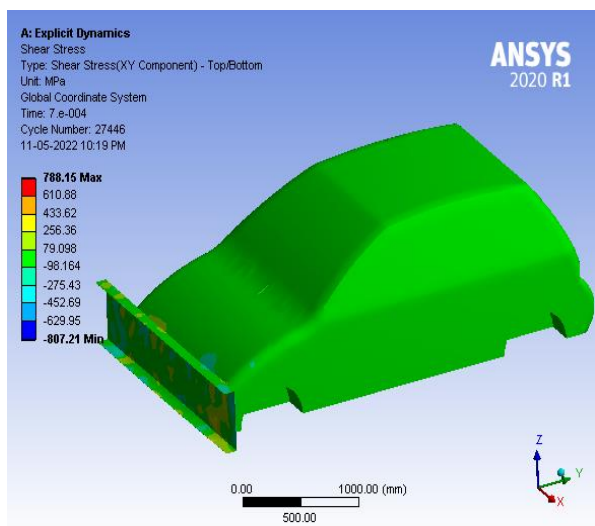 A: Explicit Dynamics
Shear Stress
Type: Shear Stress(XY Component) - Top/Bottom
Unit: MPa
Global Coordinate System
Time: 7.e-004
Cycle Number: 27446
11-05-2022 10:19 PM
ANSYS
2020 R1
788.15 Max
610.88
433.62
256.36
79.098
-98.164
-275.43
-452.69
-629.95
-807.21 Min
0.00
1000.00 (mm)
500.00
Z
Y
X